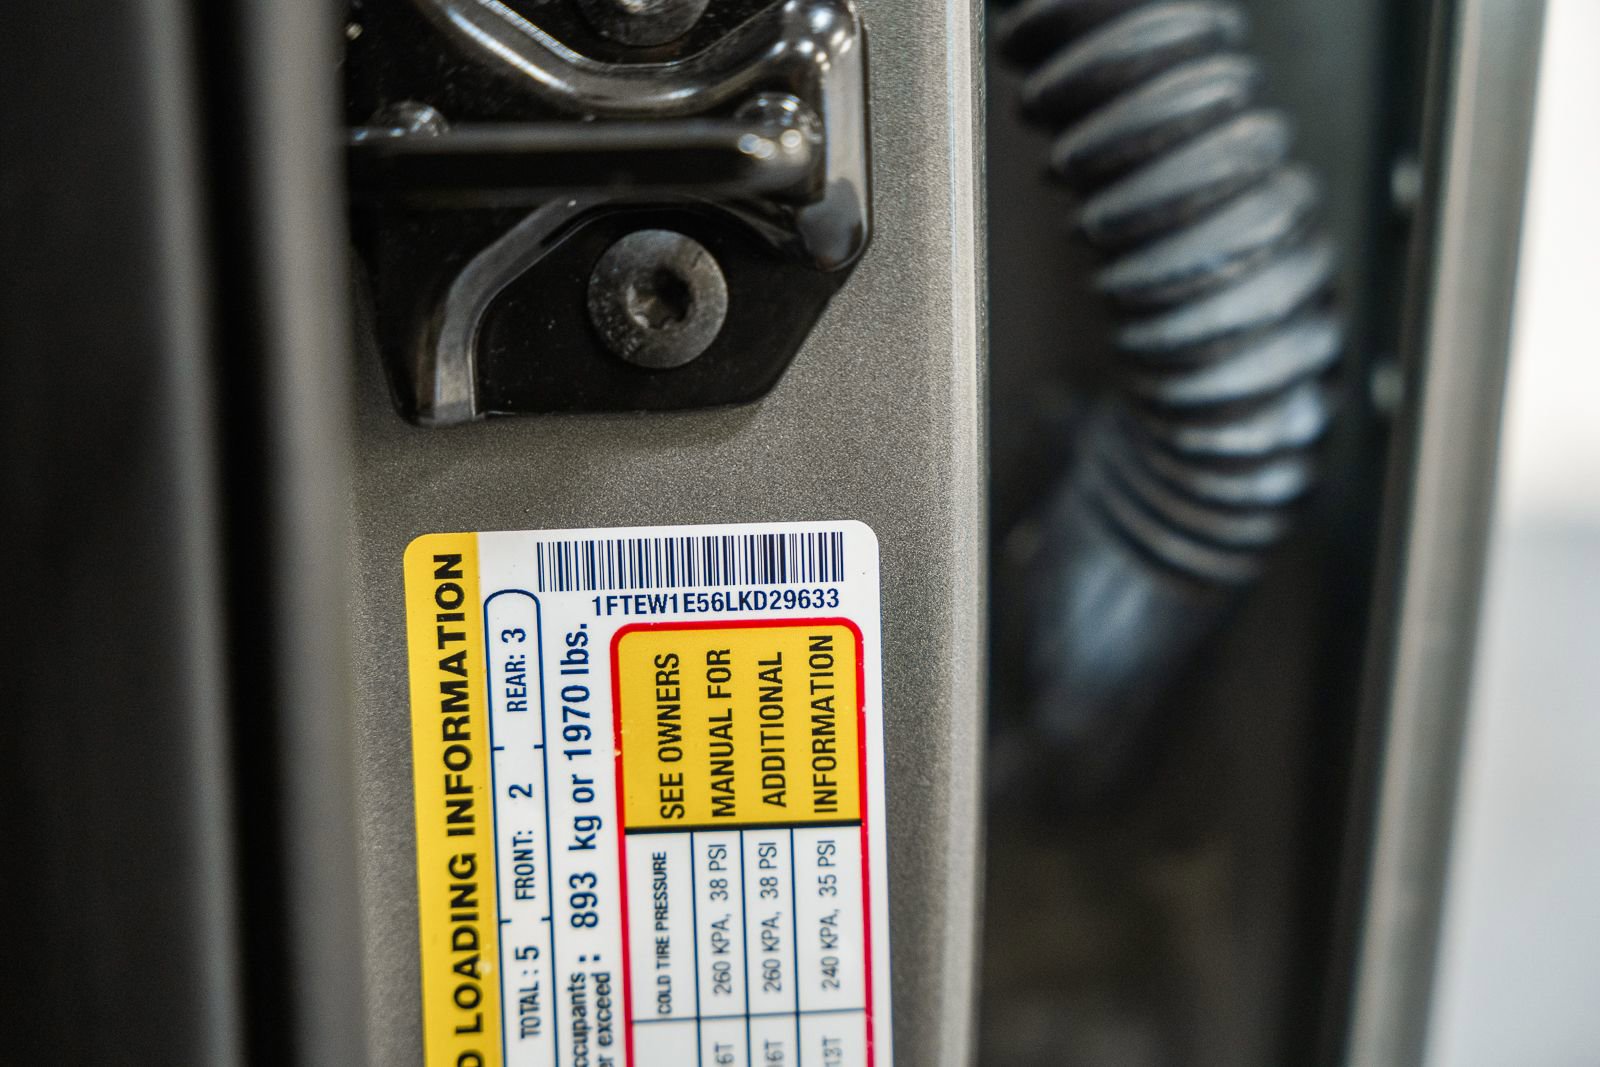 1FTEW1E56LKD29633
LOADING INFORMATION
TOTAL : 5 FRONT: 2 REAR: 3
: 893 kg or 1970 lbs.
exceed
COLD TIRE PRESSURE
260 KPA, 38 PSI
260 KPA, 38 PSI
240 KPA, 35 PSI
SEE OWNERS
MANUAL FOR
ADDITIONAL
INFORMATION